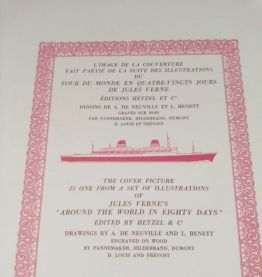 L'IMAGE DE LA COUVERTURE
FAIT PARTIE DE LA SUITE DES ILLUSTRATIONS
DU
TOUR DU MONDE EN QUATRE-VINGTS JOURS
DE JULES VERNE
ÉDITIONS HETZEL ET Cie
DESSINS DE A. DE NEUVILLE ET L. BENETT
GRAVÉS SUR BOIS
PAR PANNEMAKER, HILDEBRAND, DUMONT
D. LOUIS ET PRÉVOST
THE COVER PICTURE
IS ONE FROM A SET OF ILLUSTRATIONS
OF
JULES VERNE'S
"AROUND THE WORLD IN EIGHTY DAYS"
EDITED BY HETZEL & C°
DRAWINGS BY A. DE NEUVILLE AND L. BENETT
ENGRAVED ON WOOD
BY PANNEMAKER, HILDEBRAND, DUMONT
D. LOUIS AND PRÉVOST